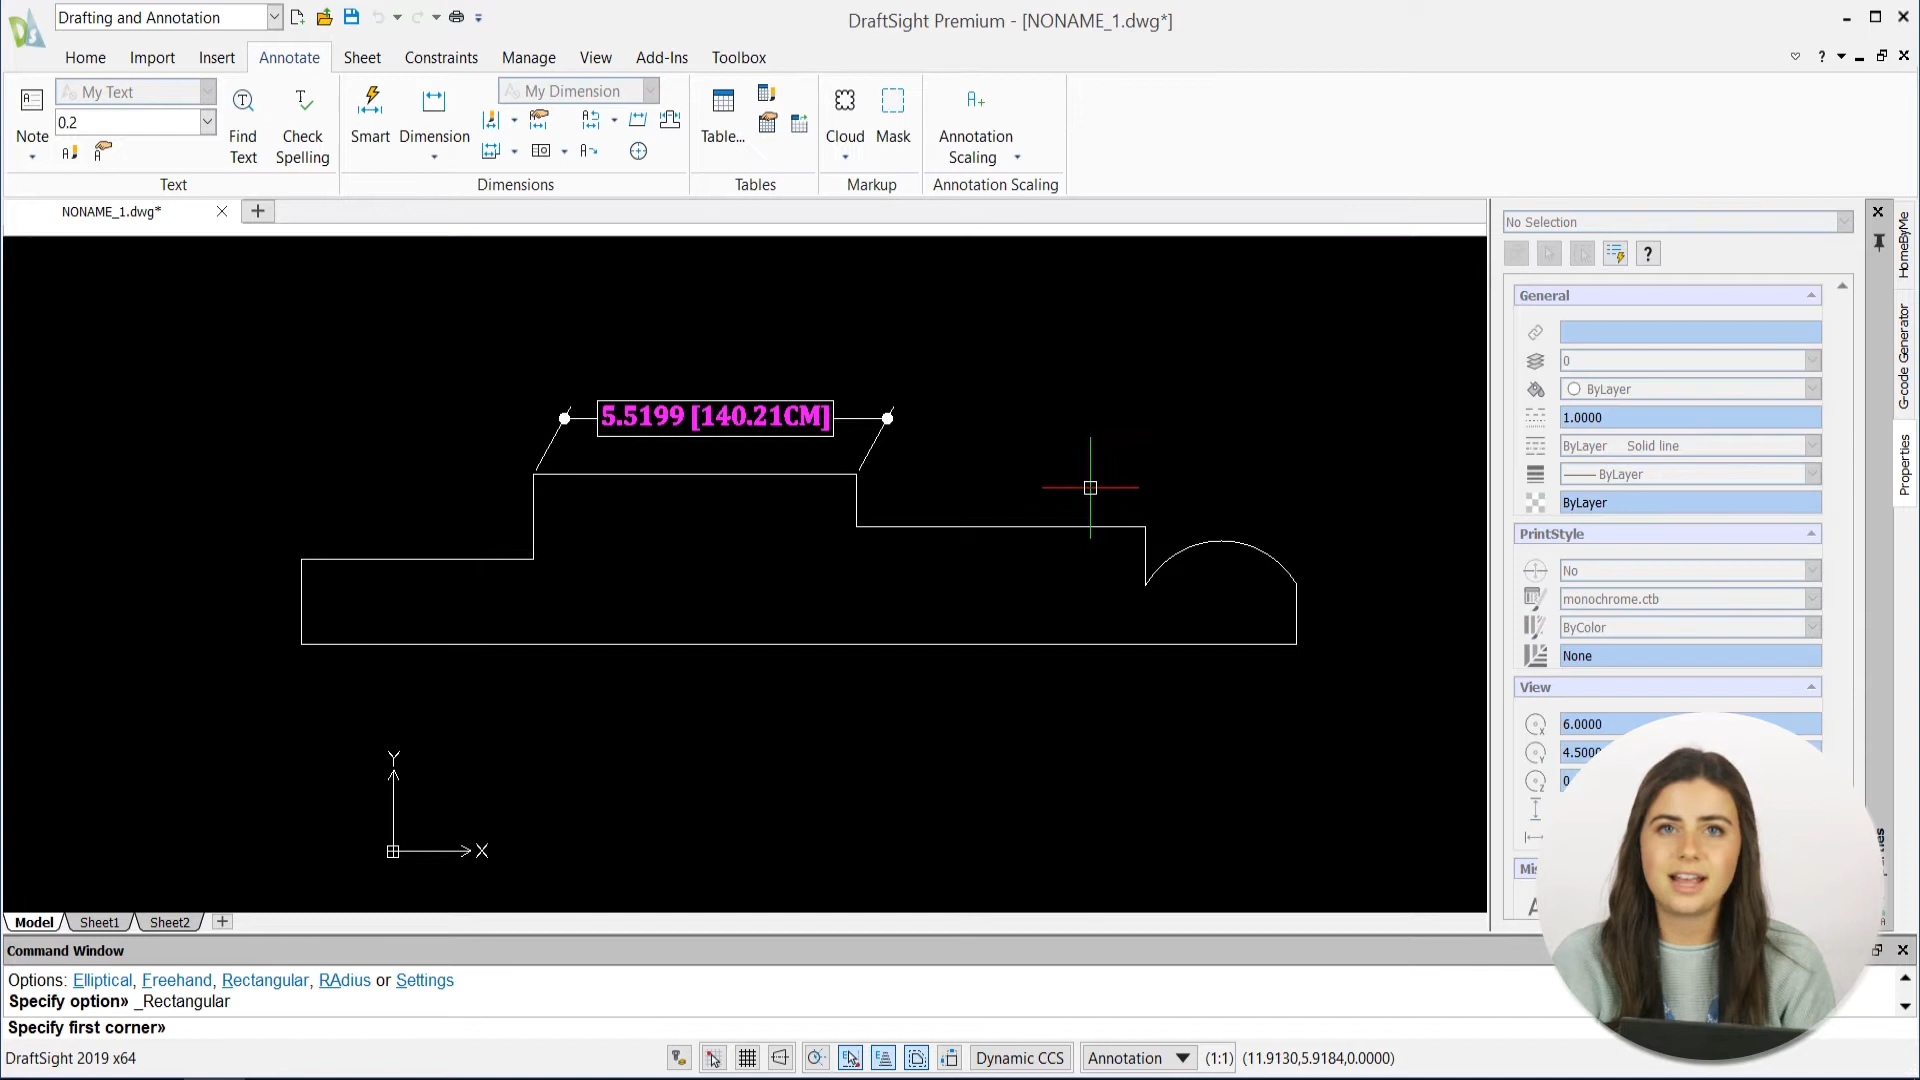 Drafting and Annotation
DraftSight Premium - [NONAME_1.dwg*]
Home Import Insert Annotate Sheet Constraints Manage View Add-Ins Toolbox
?
My Text
0.2
Note
Find Text
Check Spelling
Text
Smart
Dimension
My Dimension
Dimensions
Table...
Tables
Cloud
Mask
Markup
Annotation Scaling
Annotation Scaling
NONAME_1.dwg*
5.5199 [140.21CM]
Y
X
No Selection
?
General
0
ByLayer
1.0000
ByLayer Solid line
ByLayer
ByLayer
PrintStyle
No
monochrome.ctb
ByColor
None
View
6.0000
4.5000
0
HomeByMe
G-code Generator
Properties
Model Sheet1 Sheet2
Command Window
Options: Elliptical, Freehand, Rectangular, RAdius or Settings
Specify option» _Rectangular
Specify first corner»
DraftSight 2019 x64
Dynamic CCS
Annotation
(1:1)
(11.9130,5.9184,0.0000)